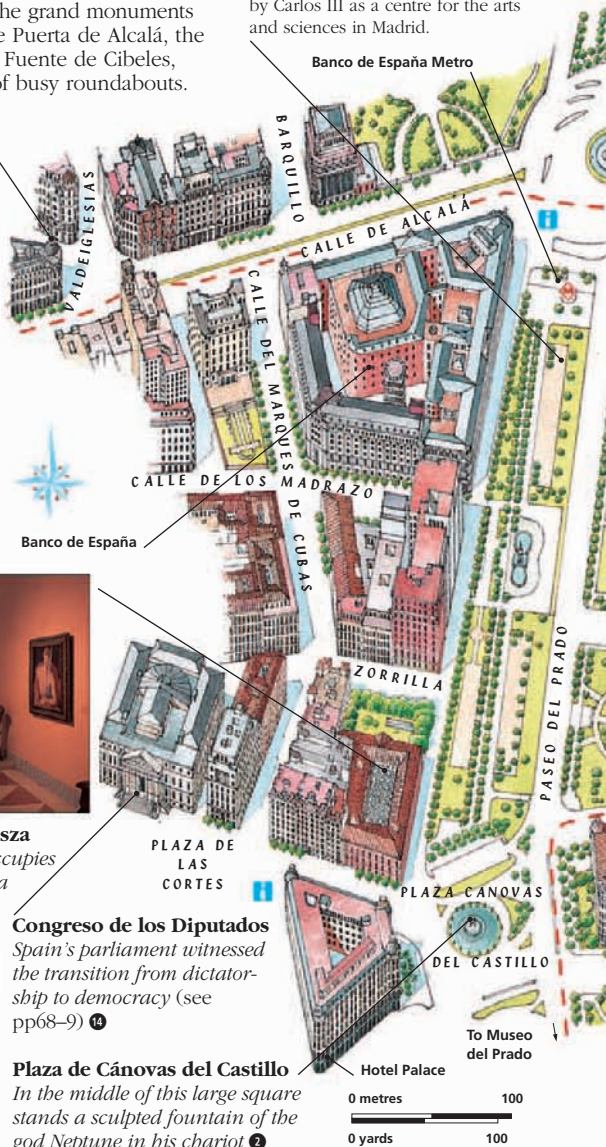 he grand monuments
e Puerta de Alcalá, the
Fuente de Cibeles,
of busy roundabouts.
by Carlos III as a centre for the arts
and sciences in Madrid.
Banco de España Metro
BARQUILLO
VALDEIGLESIAS
CALLE DE ALCALÁ
i
CALLE DEL MARQUES DE CUBAS
CALLE DE LOS MADRAZO
Banco de España
ZORRILLA
PASEO DEL PRADO
sza
ccupies
a
PLAZA DE
LAS
CORTES
i
PLAZA CANOVAS
DEL CASTILLO
Congreso de los Diputados
Spain's parliament witnessed
the transition from dictator-
ship to democracy (see
pp68–9) 14
To Museo
del Prado
Hotel Palace
Plaza de Cánovas del Castillo
In the middle of this large square
stands a sculpted fountain of the
god Neptune in his chariot 2
0 metres 100
0 yards 100